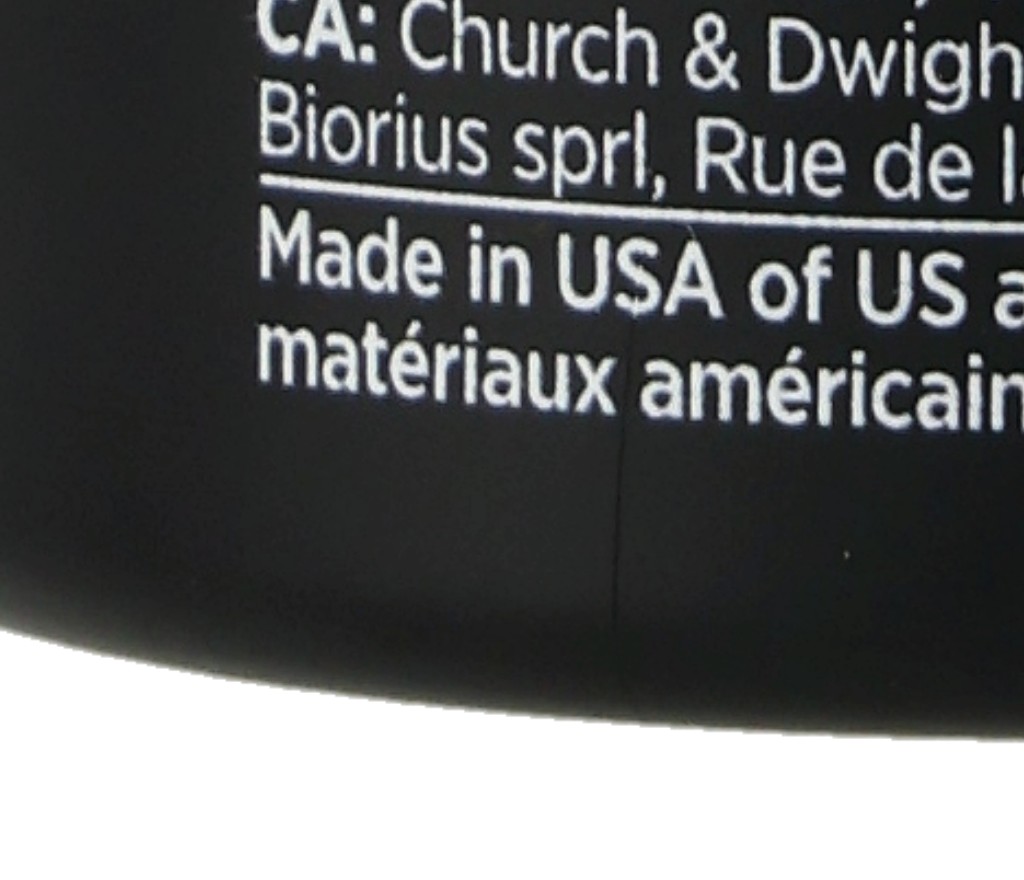 CA: Church & Dwigh
Biorius sprl, Rue de l
Made in USA of US a
matériaux américain